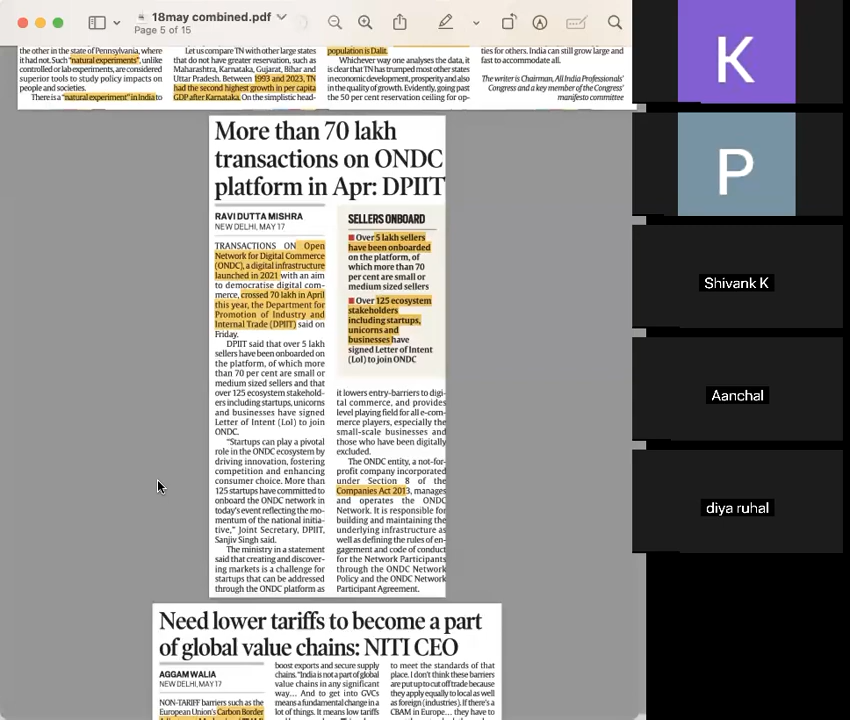 18may combined.pdf
Page 5 of 15
the other in the state of Pennsylvania, where
it had not. Such "natural experiments", unlike
controlled or lab experiments, are considered
superior tools to study policy impacts on
people and societies.
There is a "natural experiment" in India to
Let us compare TN with other large states
that do not have greater reservation, such as
Maharashtra, Karnataka, Gujarat, Bihar and
Uttar Pradesh. Between 1993 and 2023, TN
had the second highest growth in per capita
GDP after Karnataka. On the simplistic head-
population is Dalit.
Whichever way one analyses the data, it
is clear that TN has trumped most other states
in economic development, prosperity and also
in the quality of growth. Evidently, going past
the 50 per cent reservation ceiling for op-
ties for others. India can still grow large and
fast to accommodate all.
The writer is Chairman, All India Professionals'
Congress and a key member of the Congress'
manifesto committee
More than 70 lakh
transactions on ONDC
platform in Apr: DPIIT
RAVI DUTTA MISHRA
NEW DELHI, MAY 17
TRANSACTIONS ON Open
Network for Digital Commerce
(ONDC), a digital infrastructure
launched in 2021 with an aim
to democratise digital com-
merce, crossed 70 lakh in April
this year, the Department for
Promotion of Industry and
Internal Trade (DPIIT) said on
Friday.
DPIIT said that over 5 lakh
sellers have been onboarded on
the platform, of which more
than 70 per cent are small or
medium sized sellers and that
over 125 ecosystem stakehold-
ers including startups, unicorns
and businesses have signed
Letter of Intent (LoI) to join
ONDC.
"Startups can play a pivotal
role in the ONDC ecosystem by
driving innovation, fostering
competition and enhancing
consumer choice. More than
125 startups have committed to
onboard the ONDC network in
today's event reflecting the mo-
mentum of the national initia-
tive," Joint Secretary, DPIIT,
Sanjiv Singh said.
The ministry in a statement
said that creating and discover-
ing markets is a challenge for
startups that can be addressed
through the ONDC platform as
SELLERS ONBOARD
Over 5 lakh sellers
have been onboarded
on the platform, of
which more than 70
per cent are small or
medium sized sellers
Over 125 ecosystem
stakeholders
including startups,
unicorns and
businesses have
signed Letter of Intent
(LoI) to join ONDC
it lowers entry-barriers to digi-
tal commerce, and provides
level playing field for all e-com-
merce players, especially the
small-scale businesses and
those who have been digitally
excluded.
The ONDC entity, a not-for-
profit company incorporated
under Section 8 of the
Companies Act 2013, manages
and operates the ONDC
Network. It is responsible for
building and maintaining the
underlying infrastructure as
well as defining the rules of en-
gagement and code of conduct
for the Network Participants
through the ONDC Network
Policy and the ONDC Network
Participant Agreement.
Need lower tariffs to become a part
of global value chains: NITI CEO
AGGAM WALIA
NEW DELHI, MAY 17
NON-TARIFF barriers such as the
European Union's Carbon Border
boost exports and secure supply
chains. "India is not a part of global
value chains in any significant
way... And to get into GVCs
means a fundamental change in a
lot of things. It means low tariffs
to meet the standards of that
place. I don't think these barriers
are put up to cut off trade because
they apply equally to local as well
as foreign (industries). If there's a
CBAM in Europe... they have to
K
P
Shivank K
Aanchal
diya ruhal